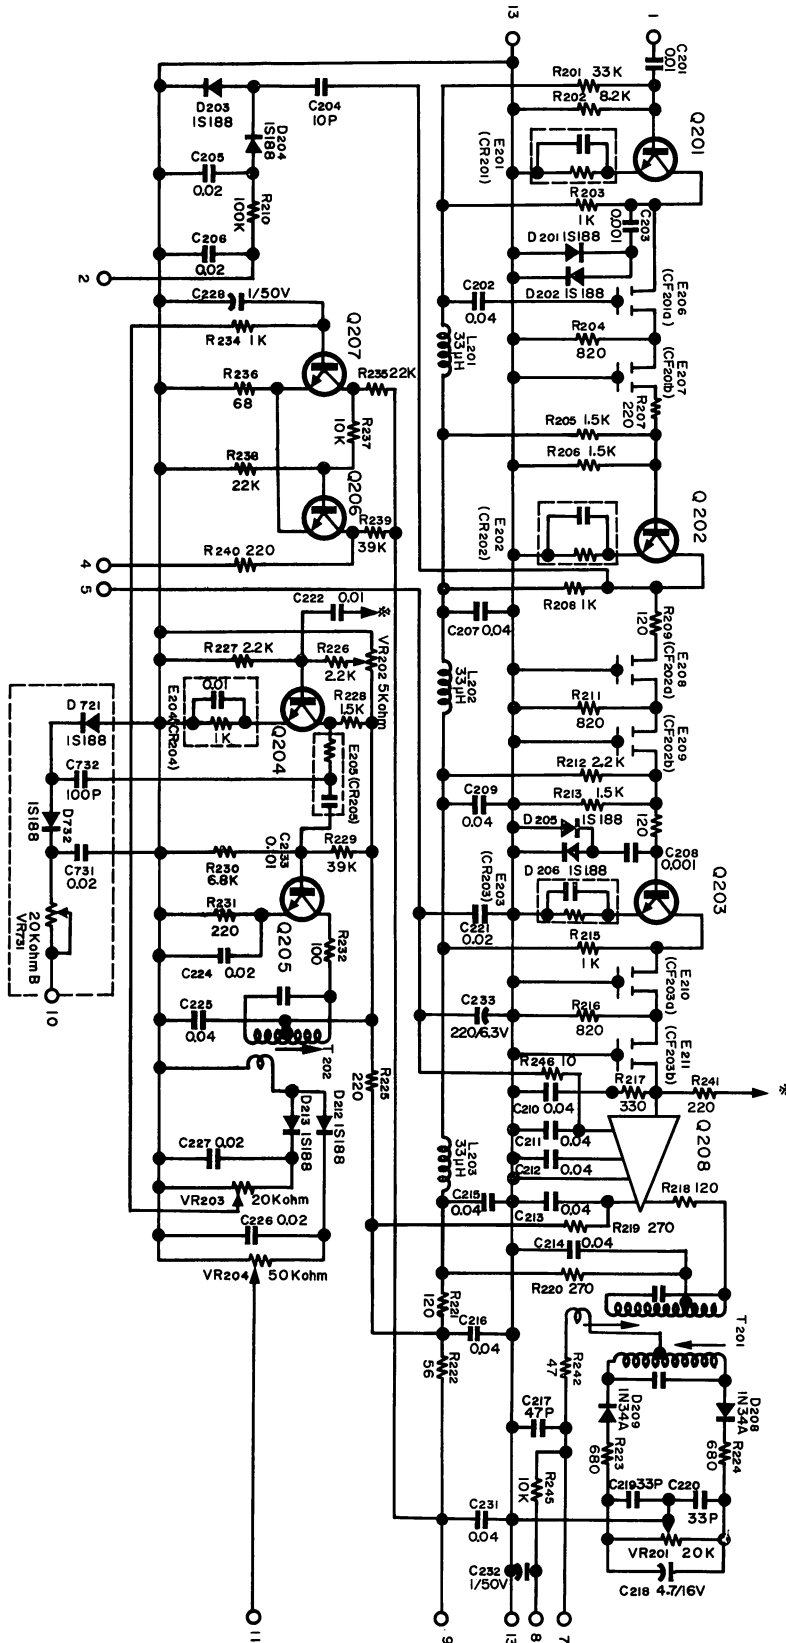 13
1
C201
0.01
R201 33K
R202 8.2K
Q201
D203
1S188
C204
10P
D204
1S188
C205
0.02
R210
100K
C206
0.02
2
E201
(CR201)
R203
1K
C203
0.001
D201 1S188
D202 1S188
C202
0.04
E206
(CF201a)
C228 1/50V
R234 1K
Q207
L201
33μH
R204
820
E207
(CF201b)
R207
220
R236
68
R235 22K
R237
10K
R205 1.5K
R206 1.5K
R238
22K
Q206
R239
39K
Q202
E202
(CR202)
R240 220
4
5
C222 0.01
*
R208 1K
C207 0.04
R209
120
E208
(CF202a)
R227 2.2K
R226
2.2K
VR202 5Kohm
L202
33μH
R211
820
E209
(CF202b)
D721
1S188
E204(CR204)
0.01
1K
R228
1.5K
Q204
E205(CR205)
C732
100P
D732
1S188
R212 2.2K
R213 1.5K
C209
0.04
D205 1S188
120
C208
0.001
D206 1S188
C233
0.01
R229
39K
C731
0.02
R230
6.8K
R231
220
Q205
R232
100
E203
(CR203)
Q203
C221
0.02
R215
1K
20Kohm B
VR731
10
C224 0.02
C225
0.04
T202
C233
220/6.3V
R216
820
E210
(CF203a)
E211
(CF203b)
R246 10
R225
220
C210 0.04
R217
330
R241
220
*
D212 1S188
D213 1S188
C227 0.02
C211 0.04
C212 0.04
Q208
L203
33μH
VR203 20Kohm
C226 0.02
C215
0.04
C213 0.04
R218 120
R219 270
VR204 50Kohm
C214 0.04
R220 270
R221
120
C216
0.04
R222
56
T201
R242
47
C217
47P
D209
1N34A
D208
1N34A
R223
680
R224
680
R245
10K
C219 33P
C220
33P
C231
0.04
VR201 20K
C232
1/50V
C218 4.7/16V
11
9
13
8
7